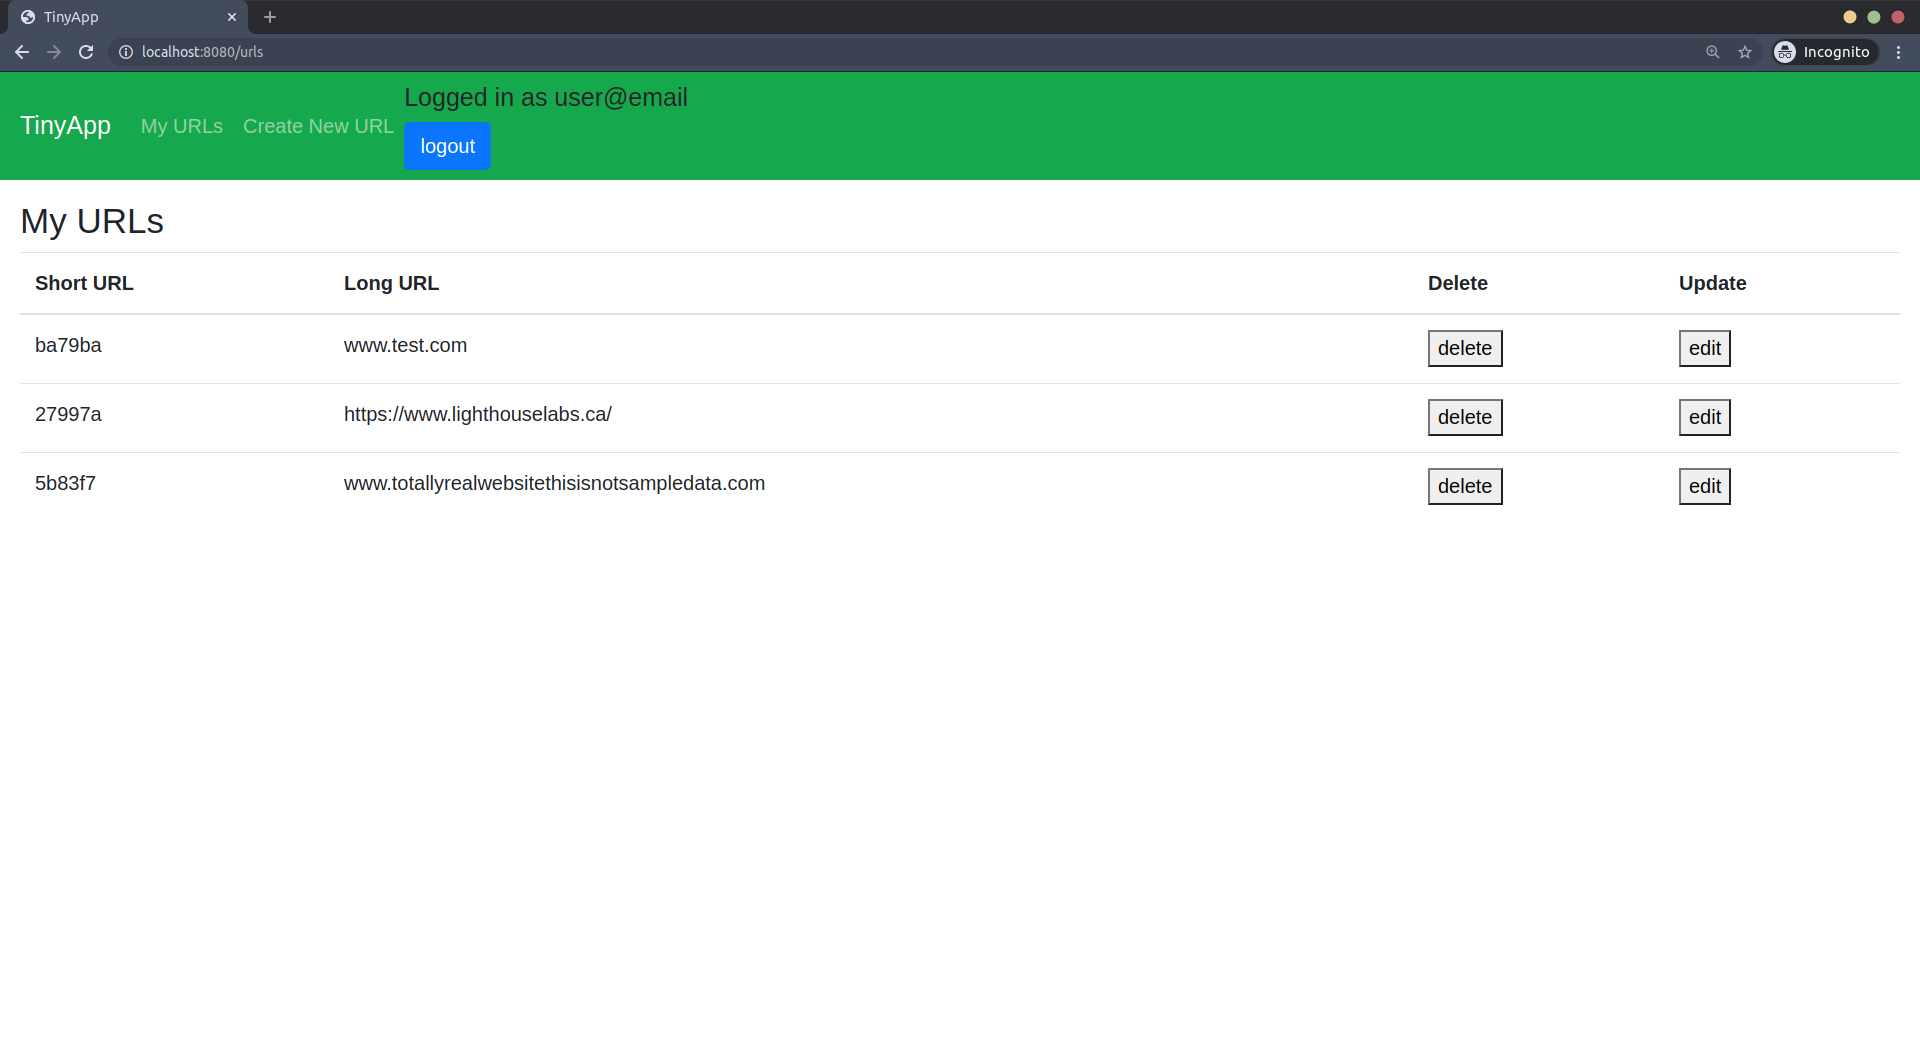 TinyApp
localhost:8080/urls
Incognito
TinyApp My URLs Create New URL
Logged in as user@email
logout
My URLs
Short URL Long URL Delete Update
ba79ba www.test.com delete edit
27997a https://www.lighthouselabs.ca/ delete edit
5b83f7 www.totallyrealwebsitethisisnotsampledata.com delete edit